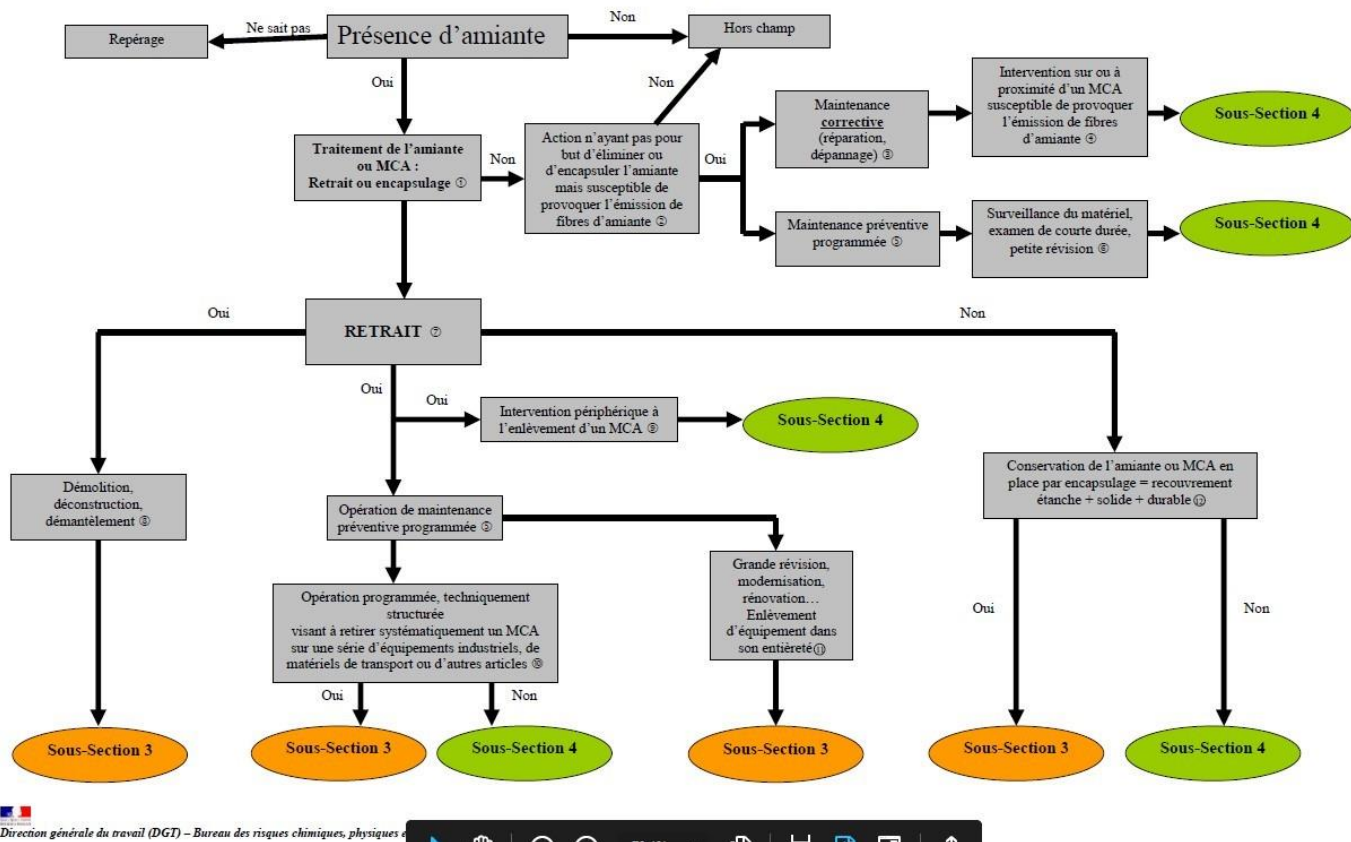 Présence d'amiante
Ne sait pas
Repérage
Non
Hors champ
Oui
Non
Traitement de l'amiante
ou MCA :
Retrait ou encapsulage ①
Non
Action n'ayant pas pour
but d'éliminer ou
d'encapsuler l'amiante
mais susceptible de
provoquer l'émission de
fibres d'amiante ②
Oui
Maintenance
corrective
(réparation,
dépannage) ③
Intervention sur ou à
proximité d'un MCA
susceptible de provoquer
l'émission de fibres
d'amiante ④
Sous-Section 4
Maintenance préventive
programmée ⑤
Surveillance du matériel,
examen de courte durée,
petite révision ⑥
Sous-Section 4
RETRAIT ⑦
Oui
Non
Oui
Oui
Intervention périphérique à
l'enlèvement d'un MCA ⑨
Sous-Section 4
Démolition,
déconstruction,
démantèlement ⑧
Opération de maintenance
préventive programmée ⑤
Conservation de l'amiante ou MCA en
place par encapsulage = recouvrement
étanche + solide + durable ⑫
Opération programmée, techniquement
structurée
visant à retirer systématiquement un MCA
sur une série d'équipements industriels, de
matériels de transport ou d'autres articles ⑩
Grande révision,
modernisation,
rénovation…
Enlèvement
d'équipement dans
son entièreté ⑪
Oui
Non
Oui
Non
Sous-Section 3
Sous-Section 3
Sous-Section 4
Sous-Section 3
Sous-Section 3
Sous-Section 4
Direction générale du travail (DGT) – Bureau des risques chimiques, physiques